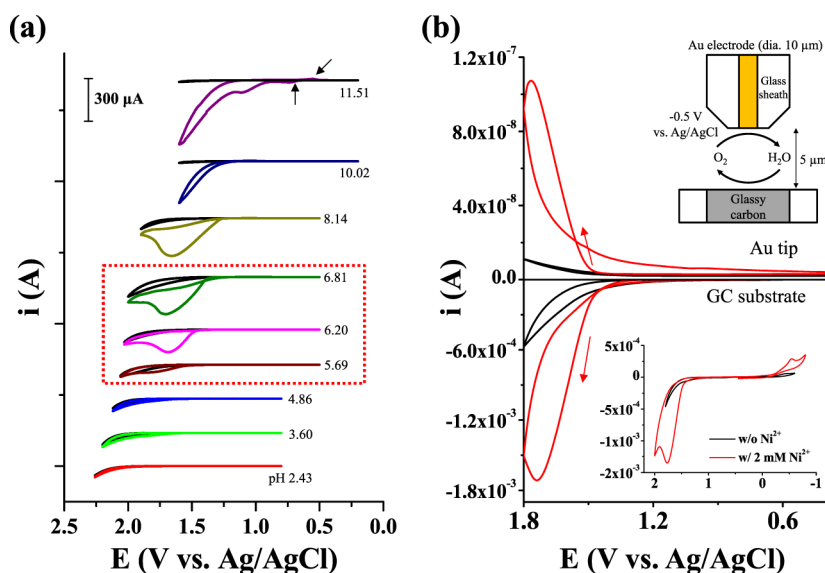 (a)
300 µA
11.51
10.02
8.14
6.81
6.20
5.69
4.86
3.60
pH 2.43
i (A)
2.5 2.0 1.5 1.0 0.5 0.0
E (V vs. Ag/AgCl)
(b)
1.2x10⁻⁷
8.0x10⁻⁸
4.0x10⁻⁸
0.0
-6.0x10⁻⁴
-1.2x10⁻³
-1.8x10⁻³
i (A)
Au electrode (dia. 10 µm)
Glass
sheath
-0.5 V
vs. Ag/AgCl
O₂ H₂O
5 µm
Glassy
carbon
Au tip
GC substrate
5x10⁻⁴
0
-5x10⁻⁴
-1x10⁻³
-2x10⁻³
w/o Ni²⁺
w/ 2 mM Ni²⁺
2 1 0 -1
1.8 1.2 0.6
E (V vs. Ag/AgCl)